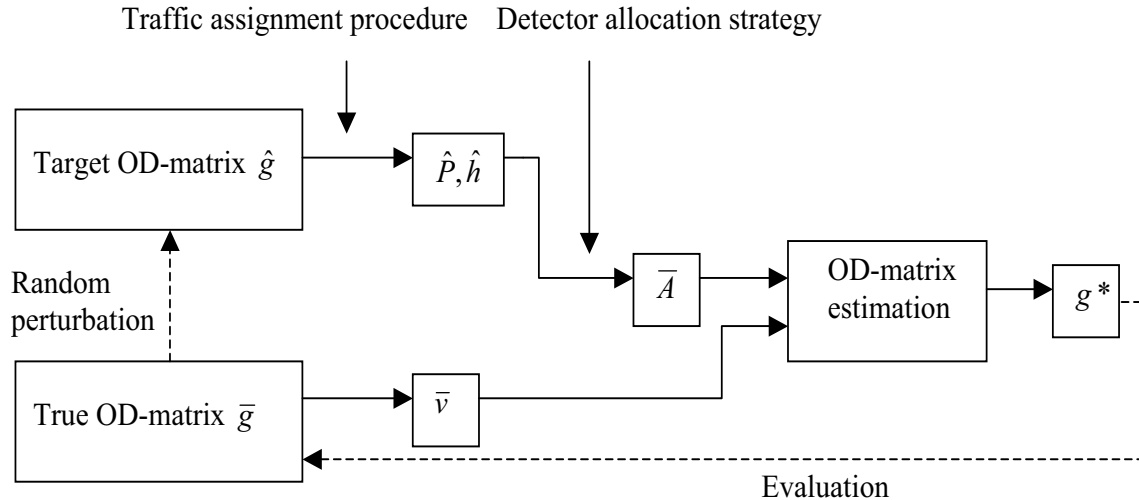 Traffic assignment procedure
Detector allocation strategy
Target OD-matrix ĝ
P̂, ĥ
Random
perturbation
A̅
OD-matrix
estimation
g*
True OD-matrix g̅
v̅
Evaluation